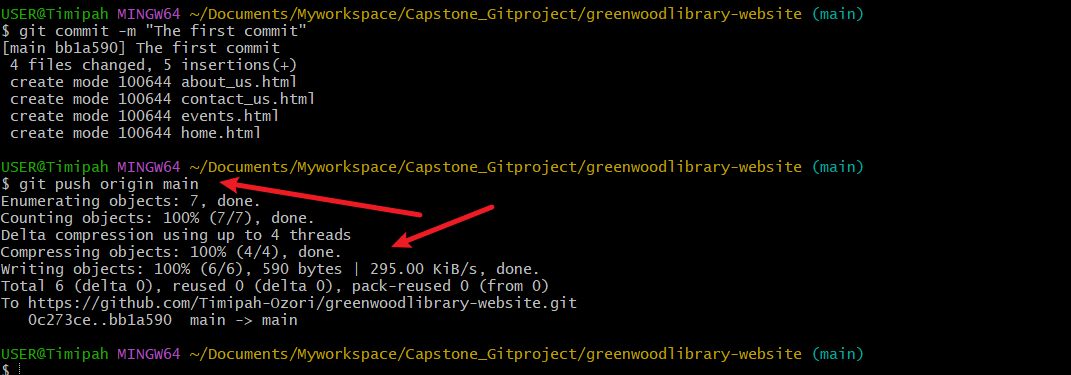 USER@Timipah MINGW64 ~/Documents/Myworkspace/Capstone_Gitproject/greenwoodlibrary-website (main)
$ git commit -m "The first commit"
[main bb1a590] The first commit
 4 files changed, 5 insertions(+)
 create mode 100644 about_us.html
 create mode 100644 contact_us.html
 create mode 100644 events.html
 create mode 100644 home.html
USER@Timipah MINGW64 ~/Documents/Myworkspace/Capstone_Gitproject/greenwoodlibrary-website (main)
$ git push origin main
Enumerating objects: 7, done.
Counting objects: 100% (7/7), done.
Delta compression using up to 4 threads
Compressing objects: 100% (4/4), done.
Writing objects: 100% (6/6), 590 bytes | 295.00 KiB/s, done.
Total 6 (delta 0), reused 0 (delta 0), pack-reused 0 (from 0)
To https://github.com/Timipah-Ozori/greenwoodlibrary-website.git
   0c273ce..bb1a590  main -> main
USER@Timipah MINGW64 ~/Documents/Myworkspace/Capstone_Gitproject/greenwoodlibrary-website (main)
$